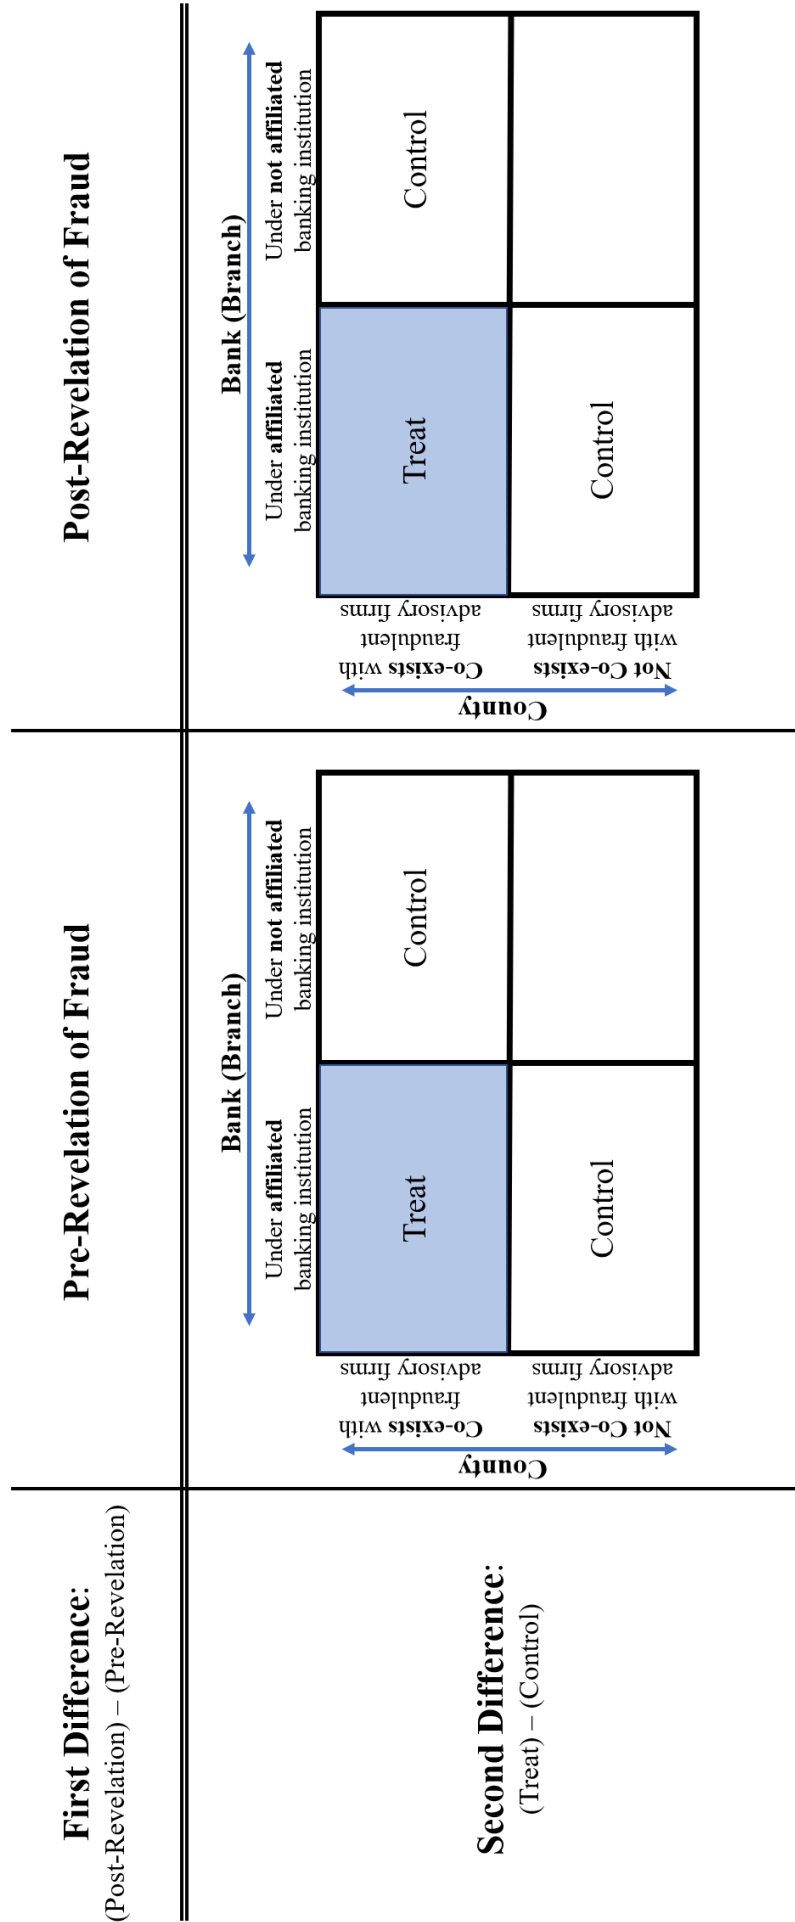 First Difference:
(Post-Revelation) – (Pre-Revelation)
Pre-Revelation of Fraud
Post-Revelation of Fraud
Second Difference:
(Treat) – (Control)
Bank (Branch)
Under affiliated
banking institution
Under not affiliated
banking institution
County
Co-exists with
fraudulent
advisory firms
Not Co-exists
with fraudulent
advisory firms
Treat
Control
Control
Bank (Branch)
Under affiliated
banking institution
Under not affiliated
banking institution
County
Co-exists with
fraudulent
advisory firms
Not Co-exists
with fraudulent
advisory firms
Treat
Control
Control